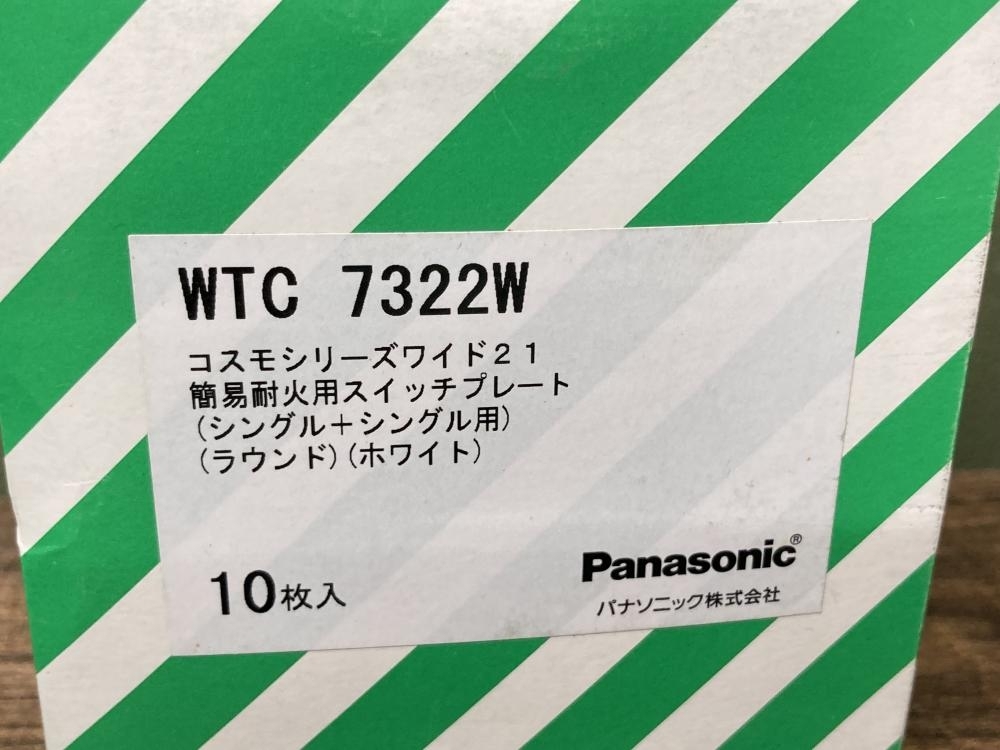 WTC 7322W
コスモシリーズワイド２１
簡易耐火用スイッチプレート
(シングル＋シングル用)
(ラウンド)(ホワイト)
10枚入
Panasonic®
パナソニック株式会社